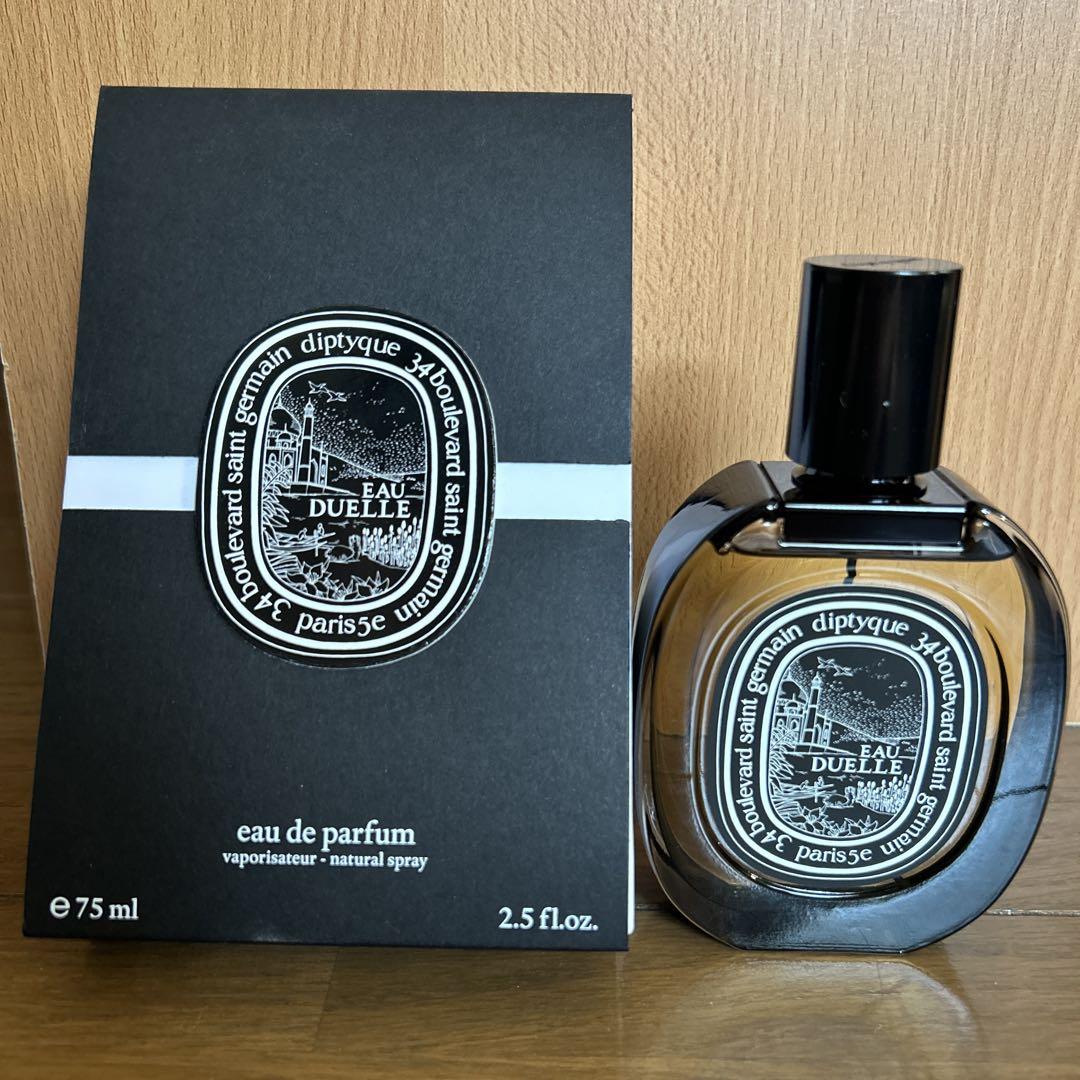 diptyque 34 boulevard saint germain paris 5e 34 boulevard saint germain
EAU
DUELLE
eau de parfum
vaporisateur - natural spray
e 75 ml
2.5 fl.oz.
diptyque 34 boulevard saint germain paris 5e 34 boulevard saint germain
EAU
DUELLE